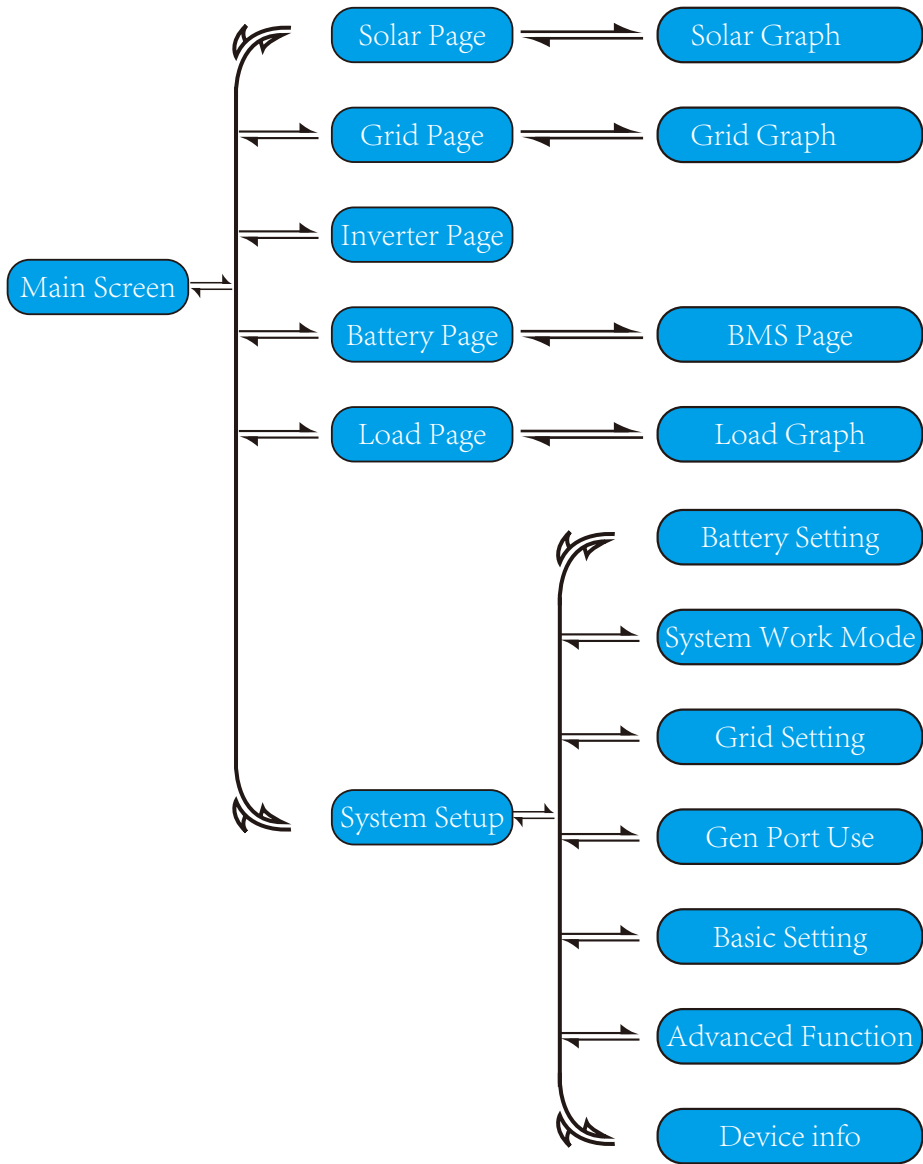 Solar Page
Solar Graph
Grid Page
Grid Graph
Inverter Page
Main Screen
Battery Page
BMS Page
Load Page
Load Graph
Battery Setting
System Work Mode
Grid Setting
System Setup
Gen Port Use
Basic Setting
Advanced Function
Device info